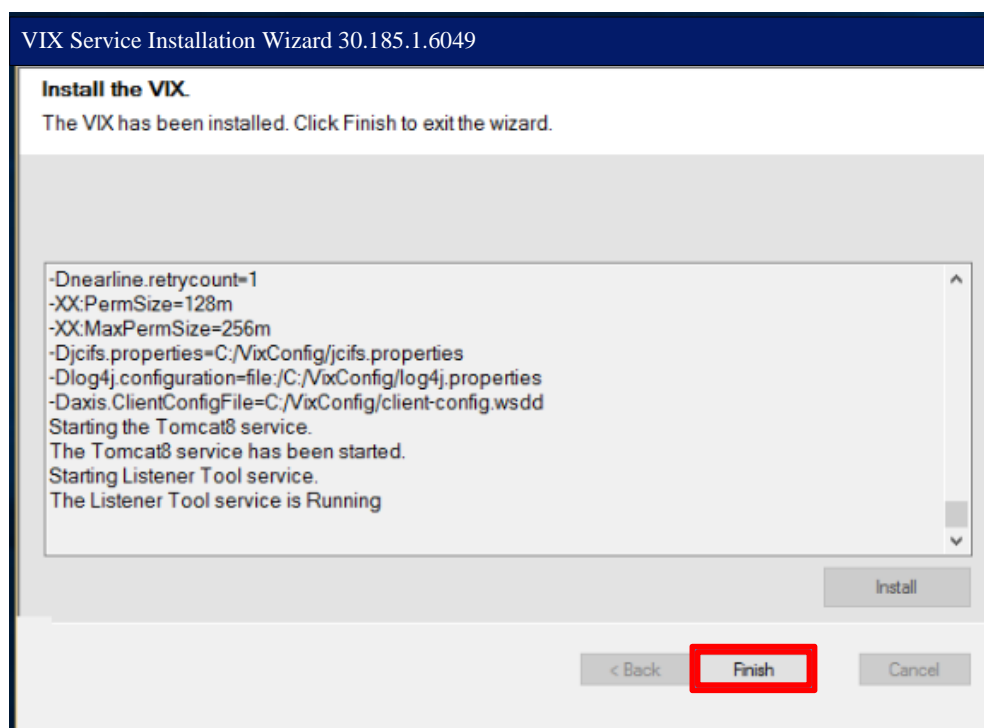 VIX Service Installation Wizard 30.185.1.6049
Install the VIX.
The VIX has been installed. Click Finish to exit the wizard.
-Dnearline.retrycount=1
-XX:PermSize=128m
-XX:MaxPermSize=256m
-Djcifs.properties=C:/VixConfig/jcifs.properties
-Dlog4j.configuration=file:/C:/VixConfig/log4j.properties
-Daxis.ClientConfigFile=C:/VixConfig/client-config.wsdd
Starting the Tomcat8 service.
The Tomcat8 service has been started.
Starting Listener Tool service.
The Listener Tool service is Running
Install
< Back Finish Cancel